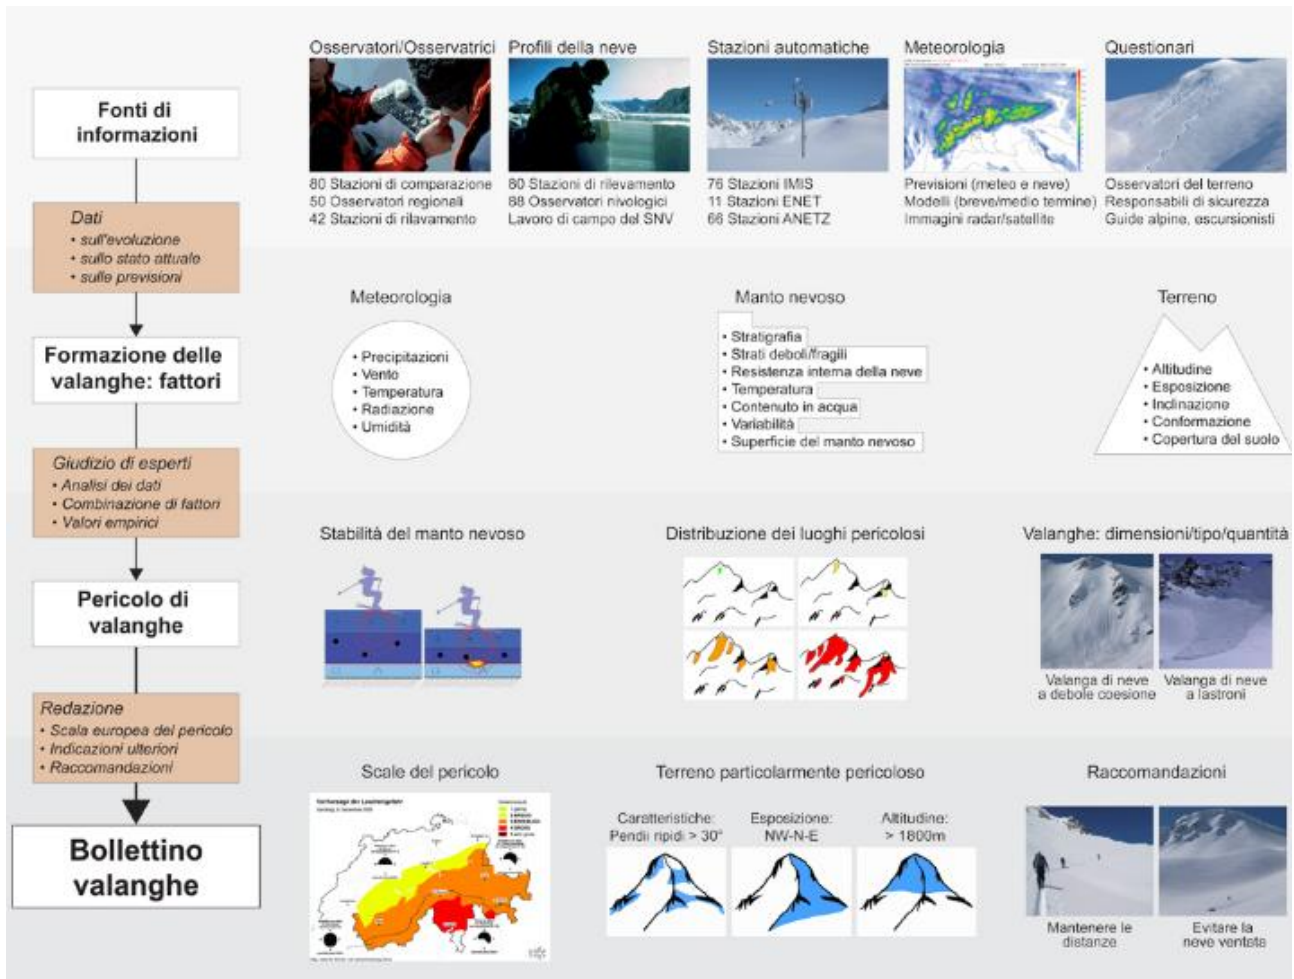 Fonti di
informazioni
Dati
• sull'evoluzione
• sullo stato attuale
• sulle previsioni
Formazione delle
valanghe: fattori
Giudizio di esperti
• Analisi dei dati
• Combinazione di fattori
• Valori empirici
Pericolo di
valanghe
Redazione
• Scala europea del pericolo
• Indicazioni ulteriori
• Raccomandazioni
Bollettino
valanghe
Osservatori/Osservatrici
80 Stazioni di comparazione
50 Osservatori regionali
42 Stazioni di rilavamento
Profili della neve
80 Stazioni di rilevamento
88 Osservatori nivologici
Lavoro di campo del SNV
Stazioni automatiche
76 Stazioni IMIS
11 Stazioni ENET
66 Stazioni ANETZ
Meteorologia
Previsioni (meteo e neve)
Modelli (breve/medio termine)
Immagini radar/satellite
Questionari
Osservatori del terreno
Responsabili di sicurezza
Guide alpine, escursionisti
Meteorologia
• Precipitazioni
• Vento
• Temperatura
• Radiazione
• Umidità
Manto nevoso
• Stratigrafia
• Strati deboli/fragili
• Resistenza interna della neve
• Temperatura
• Contenuto in acqua
• Variabilità
• Superficie del manto nevoso
Terreno
• Altitudine
• Esposizione
• Inclinazione
• Conformazione
• Copertura del suolo
Stabilità del manto nevoso
Distribuzione dei luoghi pericolosi
Valanghe: dimensioni/tipo/quantità
Valanga di neve
a debole coesione
Valanga di neve
a lastroni
Scale del pericolo
Vorhersage der Lawinengefahr
Terreno particolarmente pericoloso
Caratteristiche:
Pendii ripidi > 30°
Esposizione:
NW-N-E
Altitudine:
> 1800m
Raccomandazioni
Mantenere le
distanze
Evitare la
neve ventata